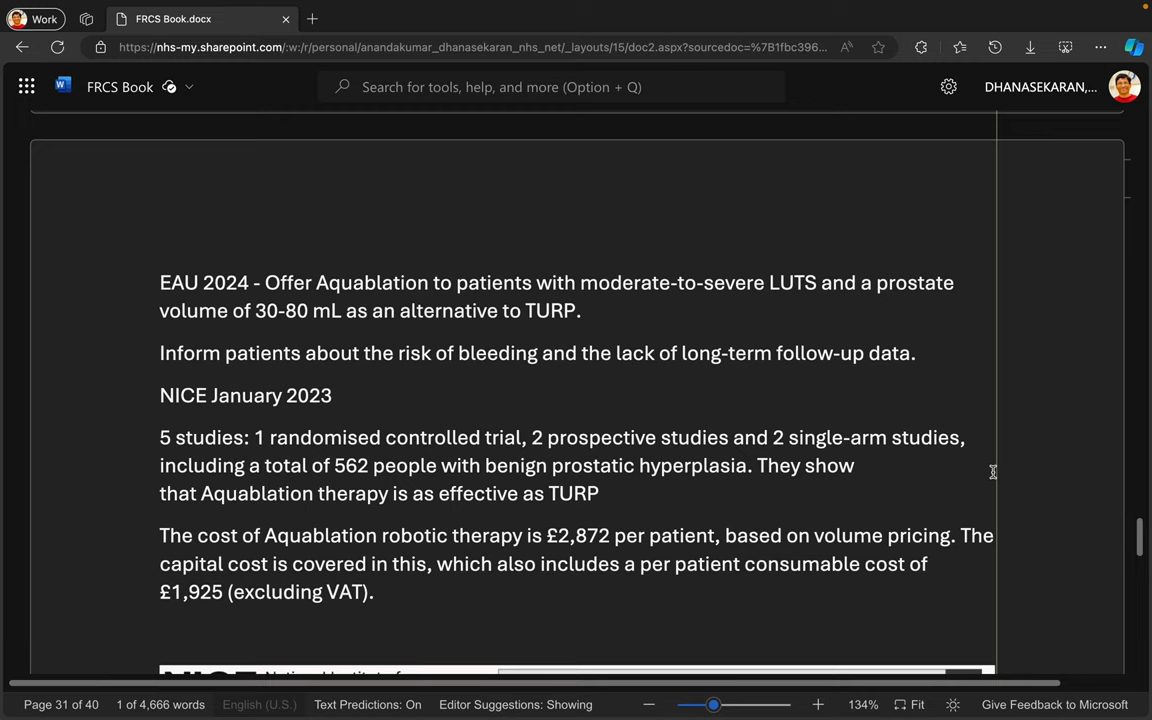 Work
FRCS Book.docx
https://nhs-my.sharepoint.com/:w:/r/personal/anandakumar_dhanasekaran_nhs_net/_layouts/15/doc2.aspx?sourcedoc=%7B1fbc396...
FRCS Book
Search for tools, help, and more (Option + Q)
DHANASEKARAN,...
EAU 2024 - Offer Aquablation to patients with moderate-to-severe LUTS and a prostate
volume of 30-80 mL as an alternative to TURP.
Inform patients about the risk of bleeding and the lack of long-term follow-up data.
NICE January 2023
5 studies: 1 randomised controlled trial, 2 prospective studies and 2 single-arm studies,
including a total of 562 people with benign prostatic hyperplasia. They show
that Aquablation therapy is as effective as TURP
The cost of Aquablation robotic therapy is £2,872 per patient, based on volume pricing. The
capital cost is covered in this, which also includes a per patient consumable cost of
£1,925 (excluding VAT).
Page 31 of 40 1 of 4,666 words English (U.S.) Text Predictions: On Editor Suggestions: Showing 134% Fit Give Feedback to Microsoft